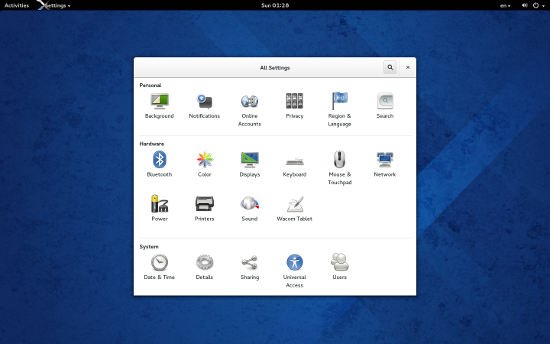 Activities Settings Sun 01:28 en
All Settings
Personal
Background Notifications Online Accounts Privacy Region & Language Search
Hardware
Bluetooth Color Displays Keyboard Mouse & Touchpad Network
Power Printers Sound Wacom Tablet
System
Date & Time Details Sharing Universal Access Users